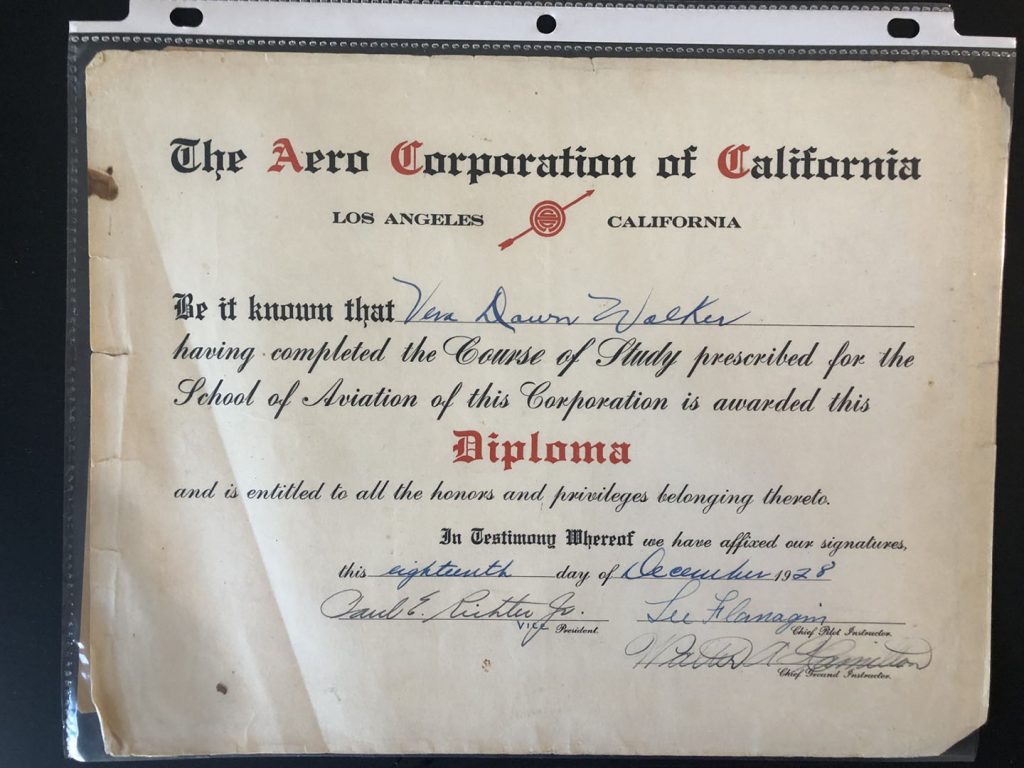 The Aero Corporation of California
LOS ANGELES CALIFORNIA
Be it known that Vera Dawn Walker
having completed the Course of Study prescribed for the
School of Aviation of this Corporation is awarded this
Diploma
and is entitled to all the honors and privileges belonging thereto.
In Testimony Whereof we have affixed our signatures,
this eighteenth day of December 1928
Paul E. Richter Jr. Lee Flanagin
VICE President. Chief Pilot Instructor.
Walter A. Hamilton
Chief Ground Instructor.